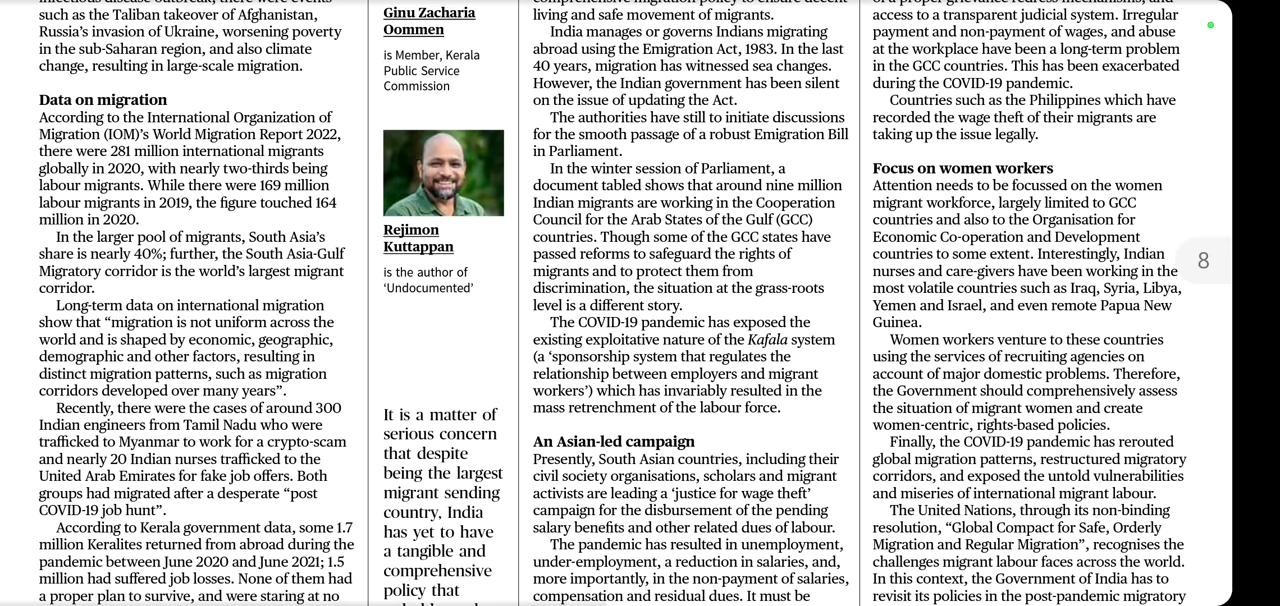 infectious disease outbreak, there were events
such as the Taliban takeover of Afghanistan,
Russia's invasion of Ukraine, worsening poverty
in the sub-Saharan region, and also climate
change, resulting in large-scale migration.
Data on migration
According to the International Organization of
Migration (IOM)'s World Migration Report 2022,
there were 281 million international migrants
globally in 2020, with nearly two-thirds being
labour migrants. While there were 169 million
labour migrants in 2019, the figure touched 164
million in 2020.
In the larger pool of migrants, South Asia's
share is nearly 40%; further, the South Asia-Gulf
Migratory corridor is the world's largest migrant
corridor.
Long-term data on international migration
show that “migration is not uniform across the
world and is shaped by economic, geographic,
demographic and other factors, resulting in
distinct migration patterns, such as migration
corridors developed over many years”.
Recently, there were the cases of around 300
Indian engineers from Tamil Nadu who were
trafficked to Myanmar to work for a crypto-scam
and nearly 20 Indian nurses trafficked to the
United Arab Emirates for fake job offers. Both
groups had migrated after a desperate “post
COVID-19 job hunt”.
According to Kerala government data, some 1.7
million Keralites returned from abroad during the
pandemic between June 2020 and June 2021; 1.5
million had suffered job losses. None of them had
a proper plan to survive, and were staring at no
Ginu Zacharia
Oommen
is Member, Kerala
Public Service
Commission
Rejimon
Kuttappan
is the author of
‘Undocumented’
It is a matter of
serious concern
that despite
being the largest
migrant sending
country, India
has yet to have
a tangible and
comprehensive
policy that
comprehensive migration policy to ensure decent
living and safe movement of migrants.
India manages or governs Indians migrating
abroad using the Emigration Act, 1983. In the last
40 years, migration has witnessed sea changes.
However, the Indian government has been silent
on the issue of updating the Act.
The authorities have still to initiate discussions
for the smooth passage of a robust Emigration Bill
in Parliament.
In the winter session of Parliament, a
document tabled shows that around nine million
Indian migrants are working in the Cooperation
Council for the Arab States of the Gulf (GCC)
countries. Though some of the GCC states have
passed reforms to safeguard the rights of
migrants and to protect them from
discrimination, the situation at the grass-roots
level is a different story.
The COVID-19 pandemic has exposed the
existing exploitative nature of the Kafala system
(a ‘sponsorship system that regulates the
relationship between employers and migrant
workers’) which has invariably resulted in the
mass retrenchment of the labour force.
An Asian-led campaign
Presently, South Asian countries, including their
civil society organisations, scholars and migrant
activists are leading a ‘justice for wage theft’
campaign for the disbursement of the pending
salary benefits and other related dues of labour.
The pandemic has resulted in unemployment,
under-employment, a reduction in salaries, and,
more importantly, in the non-payment of salaries,
compensation and residual dues. It must be
of a proper grievance redress mechanisms, and
access to a transparent judicial system. Irregular
payment and non-payment of wages, and abuse
at the workplace have been a long-term problem
in the GCC countries. This has been exacerbated
during the COVID-19 pandemic.
Countries such as the Philippines which have
recorded the wage theft of their migrants are
taking up the issue legally.
Focus on women workers
Attention needs to be focussed on the women
migrant workforce, largely limited to GCC
countries and also to the Organisation for
Economic Co-operation and Development
countries to some extent. Interestingly, Indian
nurses and care-givers have been working in the
most volatile countries such as Iraq, Syria, Libya,
Yemen and Israel, and even remote Papua New
Guinea.
Women workers venture to these countries
using the services of recruiting agencies on
account of major domestic problems. Therefore,
the Government should comprehensively assess
the situation of migrant women and create
women-centric, rights-based policies.
Finally, the COVID-19 pandemic has rerouted
global migration patterns, restructured migratory
corridors, and exposed the untold vulnerabilities
and miseries of international migrant labour.
The United Nations, through its non-binding
resolution, “Global Compact for Safe, Orderly
Migration and Regular Migration”, recognises the
challenges migrant labour faces across the world.
In this context, the Government of India has to
revisit its policies in the post-pandemic migratory
8